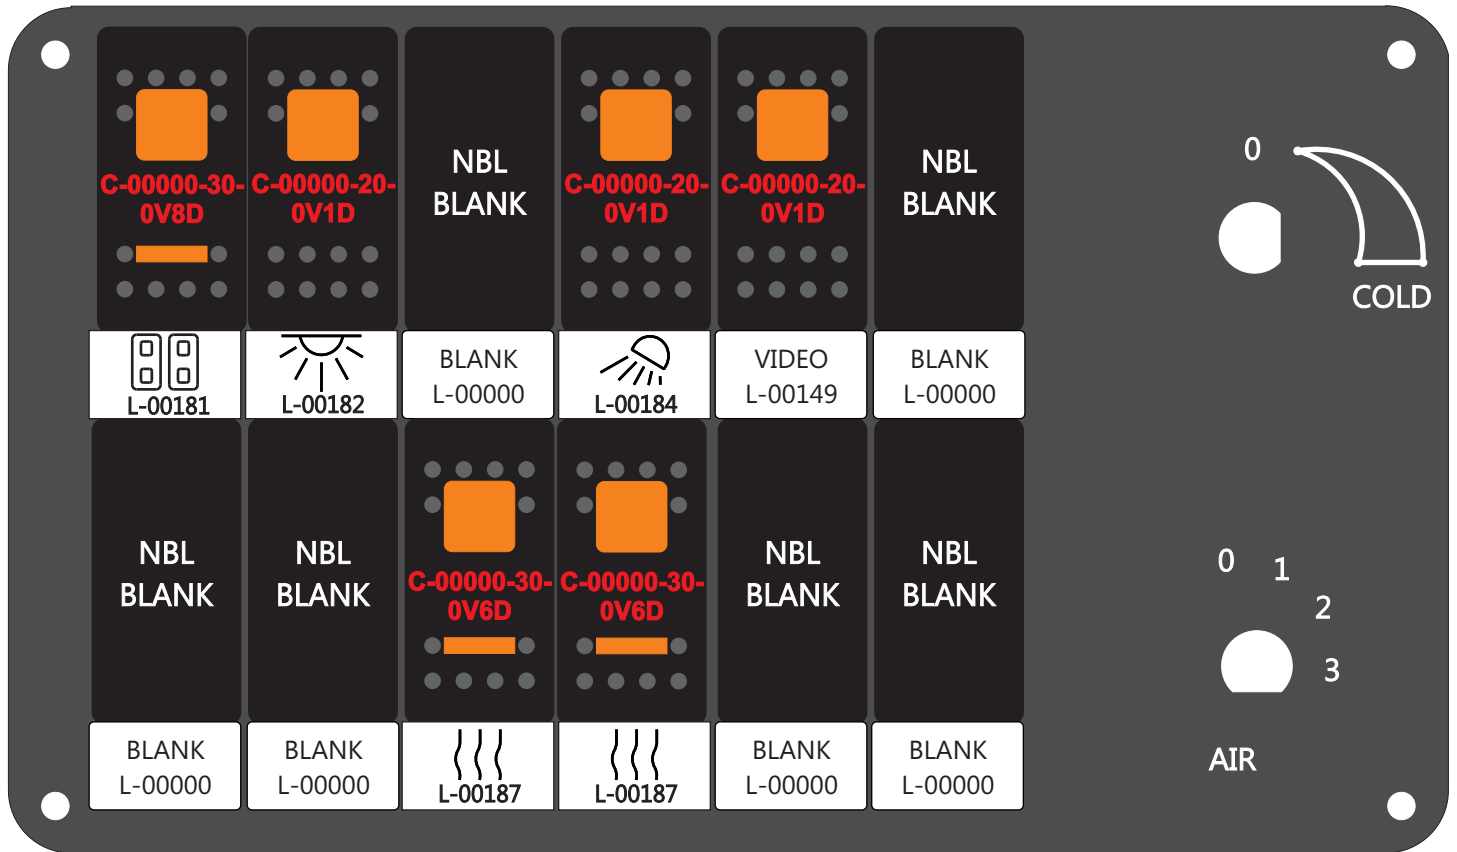 C-00000-30-
0V8D
C-00000-20-
0V1D
NBL
BLANK
C-00000-20-
0V1D
C-00000-20-
0V1D
NBL
BLANK
0
COLD
L-00181
L-00182
BLANK
L-00000
L-00184
VIDEO
L-00149
BLANK
L-00000
NBL
BLANK
NBL
BLANK
C-00000-30-
0V6D
C-00000-30-
0V6D
NBL
BLANK
NBL
BLANK
0
1
2
3
AIR
BLANK
L-00000
BLANK
L-00000
L-00187
L-00187
BLANK
L-00000
BLANK
L-00000